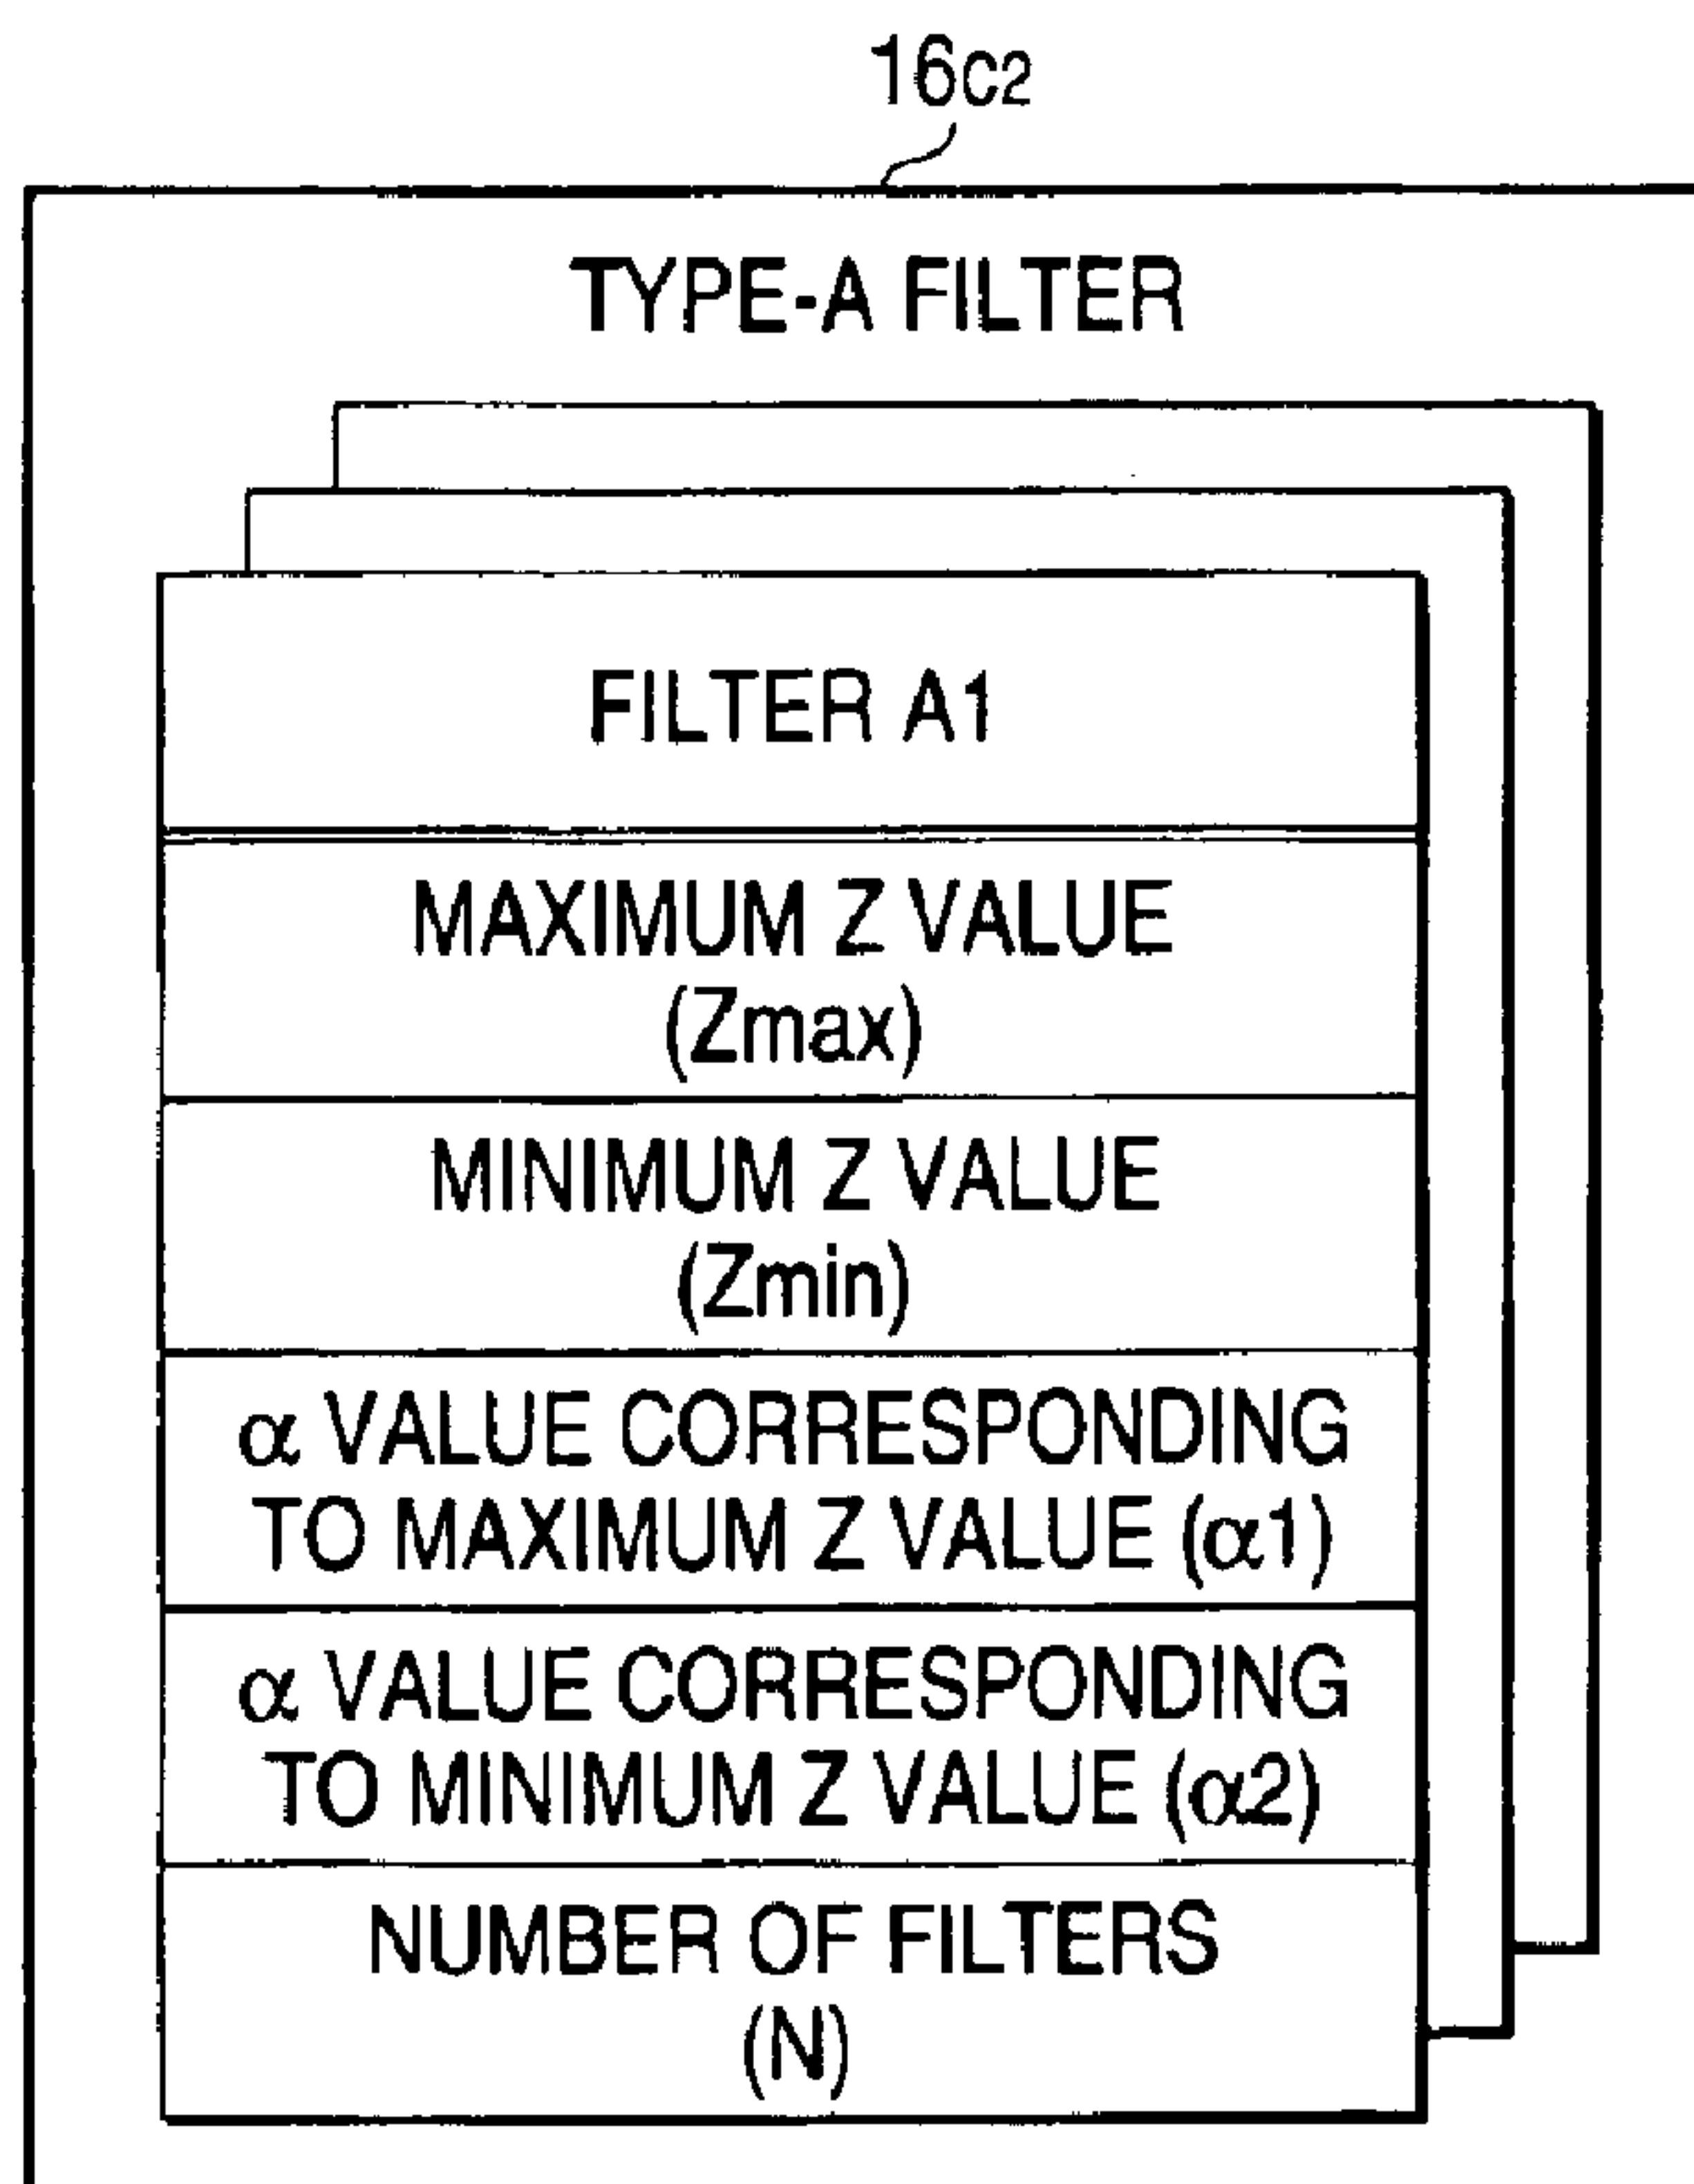 16c2
TYPE-A FILTER
FILTER A1
MAXIMUM Z VALUE
(Zmax)
MINIMUM Z VALUE
(Zmin)
α VALUE CORRESPONDING
TO MAXIMUM Z VALUE (α1)
α VALUE CORRESPONDING
TO MINIMUM Z VALUE (α2)
NUMBER OF FILTERS
(N)